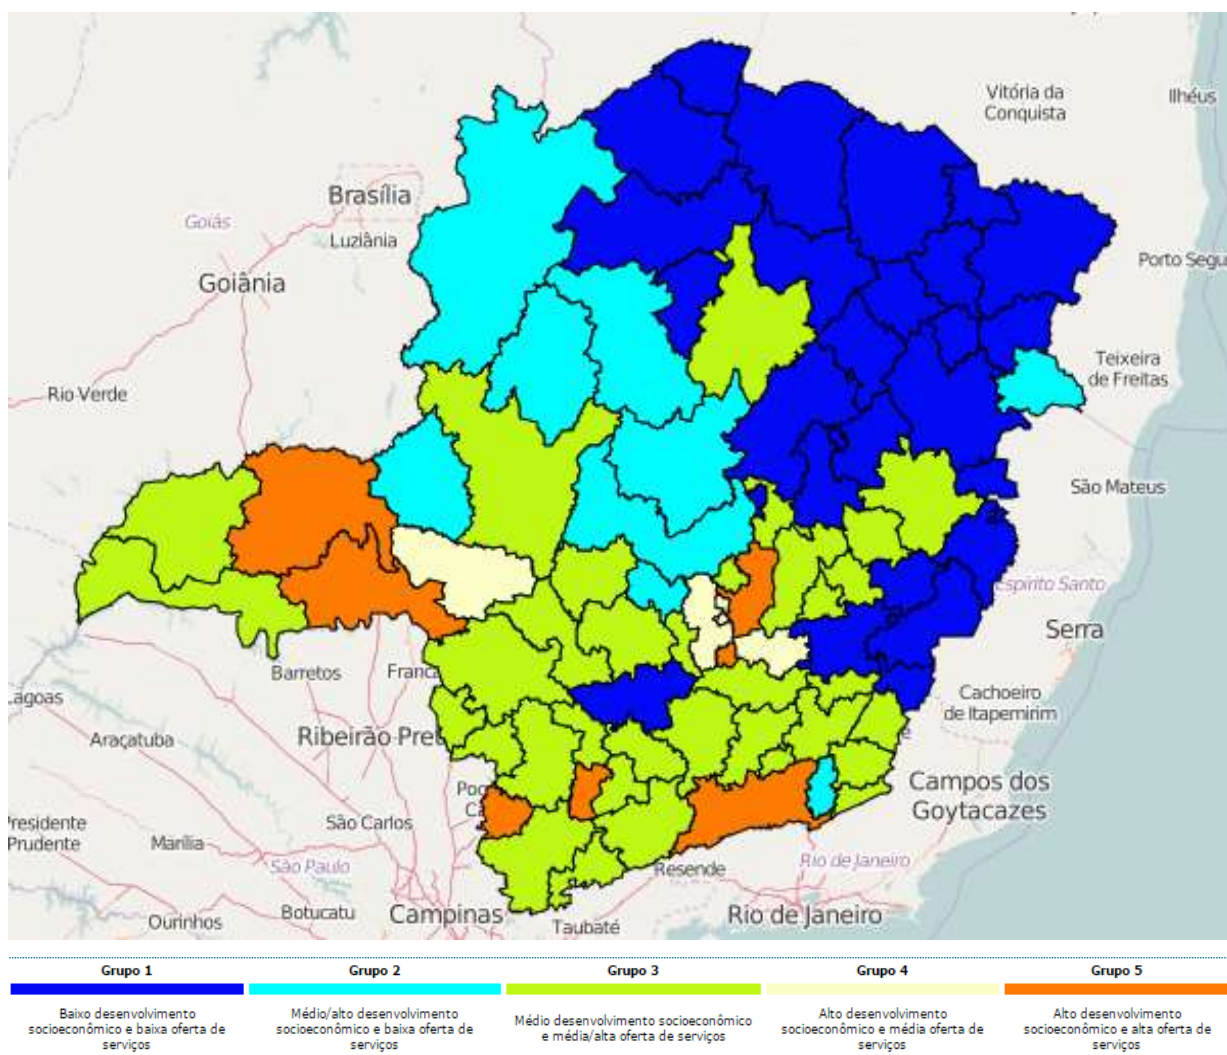 Vitória da
Conquista
Ilhéus
Brasília
Goiás
Luziânia
Porto Segu
Goiânia
Teixeira
de Freitas
Rio Verde
São Mateus
Espírito Santo
Serra
Barretos
Franca
Lagoas
Cachoeiro
de Itapemirim
Araçatuba
Ribeirão Pret
Campos dos
Goytacazes
Poç
Ca
Presidente
Prudente
São Carlos
Marília
São Paulo
Resende
Rio de Janeiro
Ourinhos
Botucatu
Campinas
Taubaté
Rio de Janeiro
Grupo 1
Grupo 2
Grupo 3
Grupo 4
Grupo 5
Baixo desenvolvimento
socioeconômico e baixa oferta de
serviços
Médio/alto desenvolvimento
socioeconômico e baixa oferta de
serviços
Médio desenvolvimento socioeconômico
e média/alta oferta de serviços
Alto desenvolvimento
socioeconômico e média oferta de
serviços
Alto desenvolvimento
socioeconômico e alta oferta de
serviços